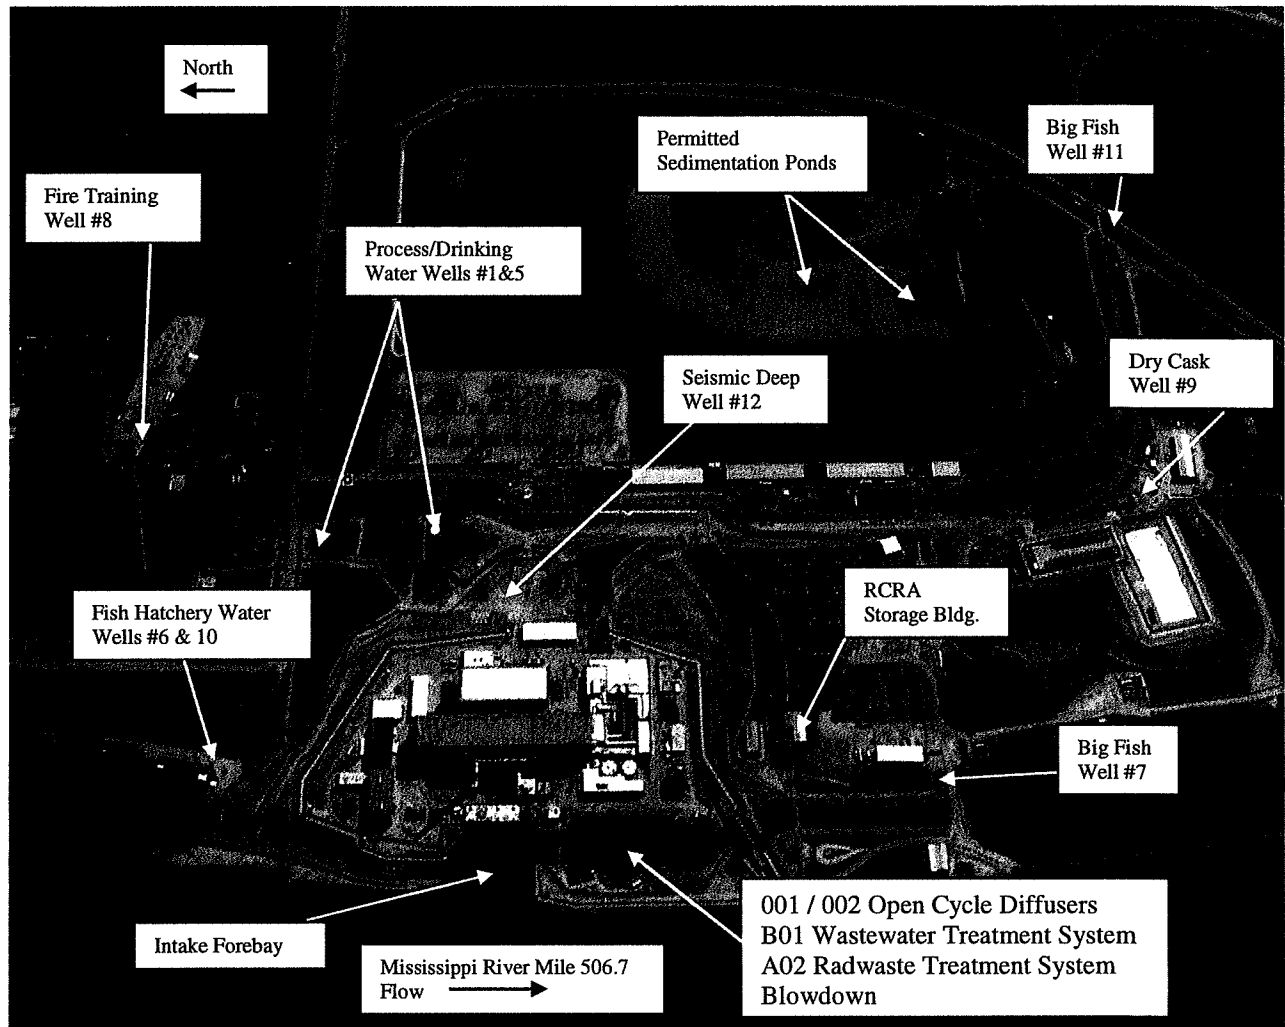 North
Permitted
Sedimentation Ponds
Big Fish
Well #11
Fire Training
Well #8
Process/Drinking
Water Wells #1&5
Seismic Deep
Well #12
Dry Cask
Well #9
Fish Hatchery Water
Wells #6 & 10
RCRA
Storage Bldg.
Big Fish
Well #7
Intake Forebay
Mississippi River Mile 506.7
Flow
001 / 002 Open Cycle Diffusers
B01 Wastewater Treatment System
A02 Radwaste Treatment System
Blowdown